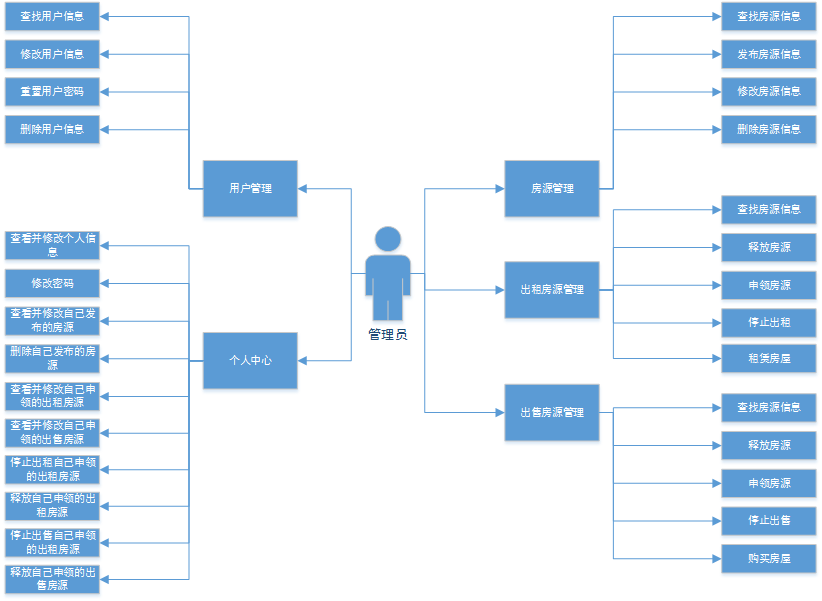 查找用户信息
修改用户信息
重置用户密码
删除用户信息
用户管理
查看并修改个人信
息
修改密码
查看并修改自己发
布的房源
删除自己发布的房
源
查看并修改自己申
领的出租房源
查看并修改自己申
领的出售房源
停止出租自己申领
的出租房源
释放自己申领的出
租房源
停止出售自己申领
的出租房源
释放自己申领的出
售房源
个人中心
管理员
房源管理
查找房源信息
发布房源信息
修改房源信息
删除房源信息
出租房源管理
查找房源信息
释放房源
申领房源
停止出租
租赁房屋
出售房源管理
查找房源信息
释放房源
申领房源
停止出售
购买房屋